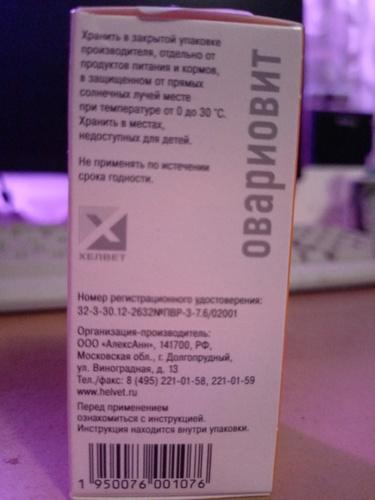 Хранить в закрытой упаковке
производителя, отдельно от
продуктов питания и кормов,
в защищенном от прямых
солнечных лучей месте
при температуре от 0 до 30 °С.
Хранить в местах,
недоступных для детей.
Не применять по истечении
срока годности.
овариовит
ХЕЛВЕТ
Номер регистрационного удостоверения:
32-3-30.12-2632№ПВР-3-7.6/02001
Организация-производитель:
ООО «АлексАнн», 141700, РФ,
Московская обл., г. Долгопрудный,
ул. Виноградная, д. 13
Тел./факс: 8 (495) 221-01-58, 221-01-59
www.helvet.ru
Перед применением
ознакомиться с инструкцией.
Инструкция находится внутри упаковки.
1 950076 001076